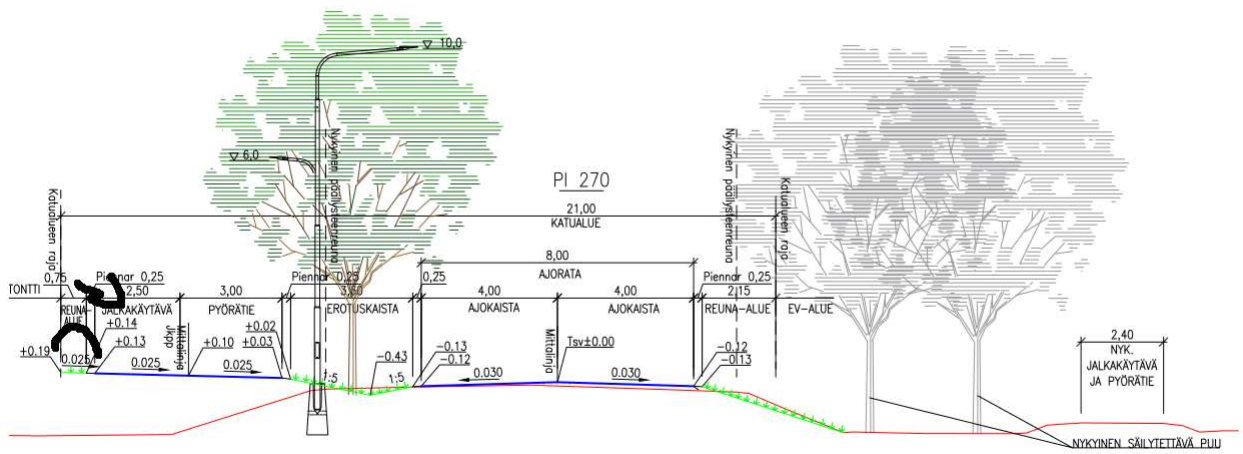 10,0
Nykyinen päällysteenreuna
6,0
PI 270
Nykyinen päällysteenreuna
Katualueen raja
21,00
KATUALUE
Katualueen raja
8,00
AJORATA
0,75
Piennar 0,25
Piennar 0,25
0,25
Piennar 0,25
TONTTI
2,50
3,00
3,60
4,00
4,00
2,15
REUNA-ALUE
JALKAKÄYTÄVÄ
PYÖRÄTIE
EROTUSKAISTA
AJOKAISTA
AJOKAISTA
REUNA-ALUE
EV-ALUE
+0.14
Mittalinja
Jkpp
+0.02
+0.19
+0.13
+0.10
+0.03
-0.43
-0.13
-0.12
Mittalinja
Tsv±0.00
-0.12
-0.13
0.025
0.025
0.025
1:5
1:5
0.030
0.030
2,40
NYK.
JALKAKÄYTÄVÄ
JA PYÖRÄTIE
NYKYINEN SÄILYTETTÄVÄ PUU